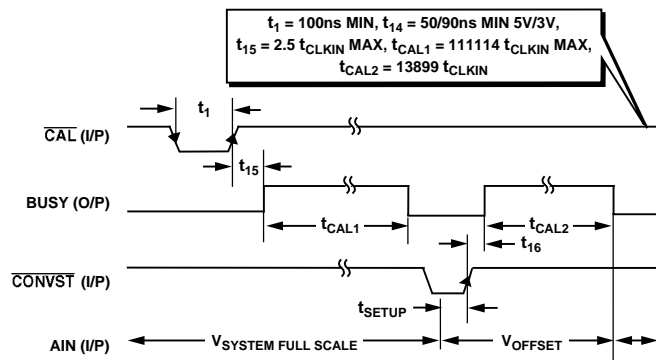 t1 = 100ns MIN, t14 = 50/90ns MIN 5V/3V,
t15 = 2.5 tCLKIN MAX, tCAL1 = 111114 tCLKIN MAX,
tCAL2 = 13899 tCLKIN
t1
CAL (I/P)
t15
BUSY (O/P)
tCAL1
tCAL2
t16
CONVST (I/P)
tSETUP
AIN (I/P)
VSYSTEM FULL SCALE
VOFFSET